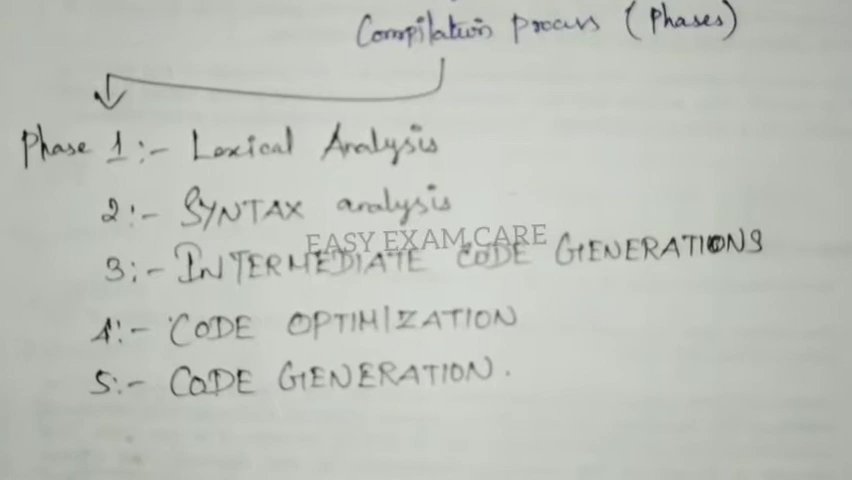 Compilation process (Phases)
Phase 1:- Lexical Analysis
2:- SYNTAX analysis
EASY EXAM CARE
3:- INTERMEDIATE CODE GENERATIONS
4:- CODE OPTIMIZATION
5:- CODE GENERATION.